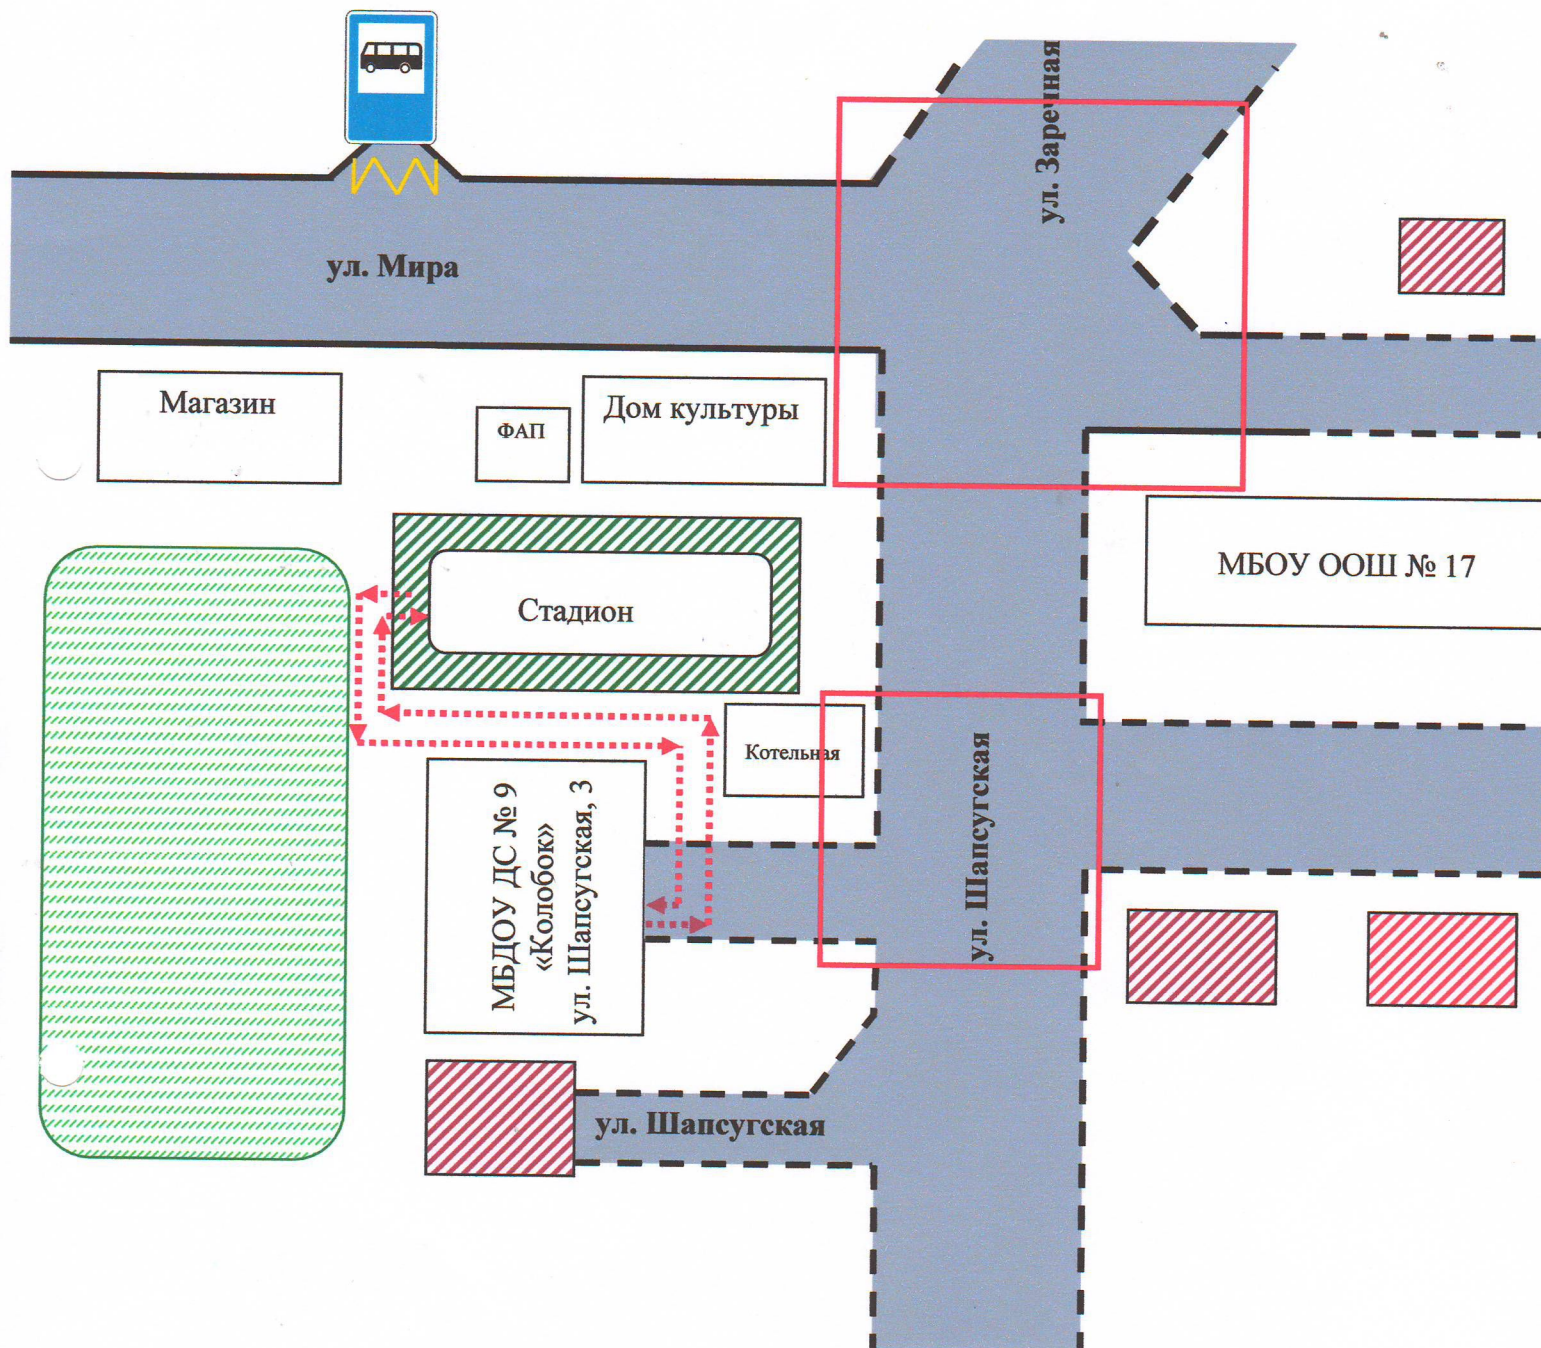 ул. Заречная
ул. Мира
Магазин
ФАП
Дом культуры
МБОУ ООШ № 17
Стадион
Котельная
ул. Шапсугская
МБДОУ ДС № 9
«Колобок»
ул. Шапсугская, 3
ул. Шапсугская